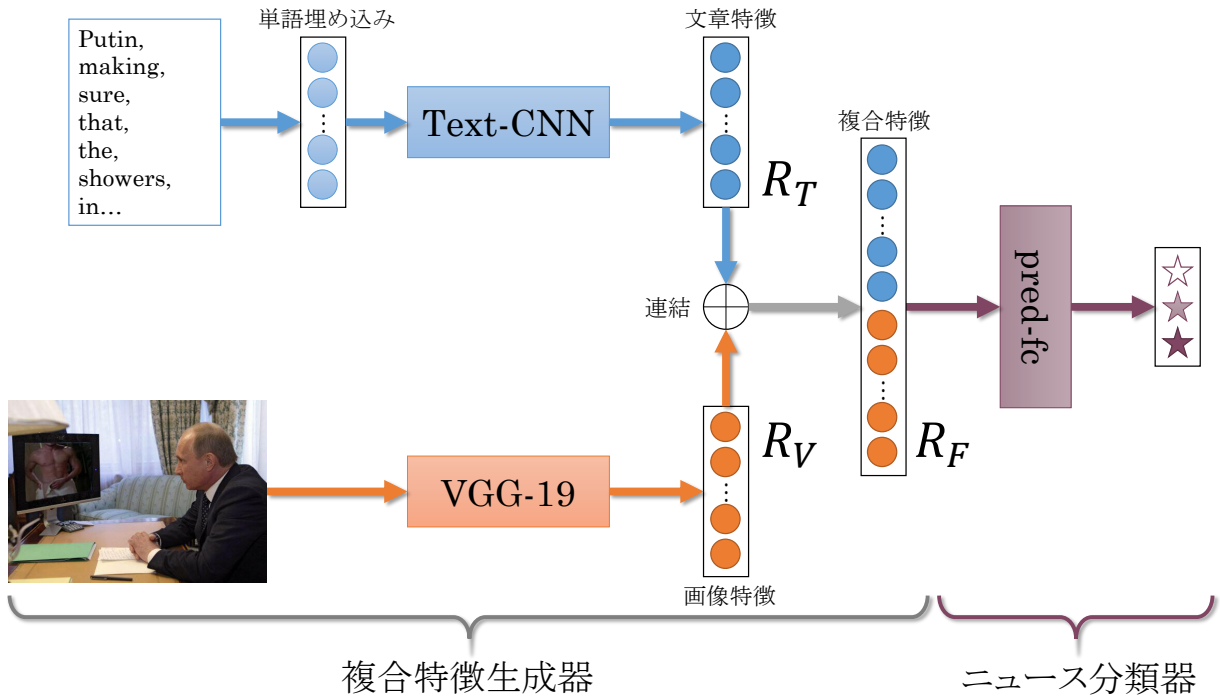 単語埋め込み
文章特徴
Putin,
making,
sure,
that,
the,
showers,
in...
Text-CNN
複合特徴
R_T
pred-fc
連結
R_V
R_F
VGG-19
画像特徴
複合特徴生成器
ニュース分類器